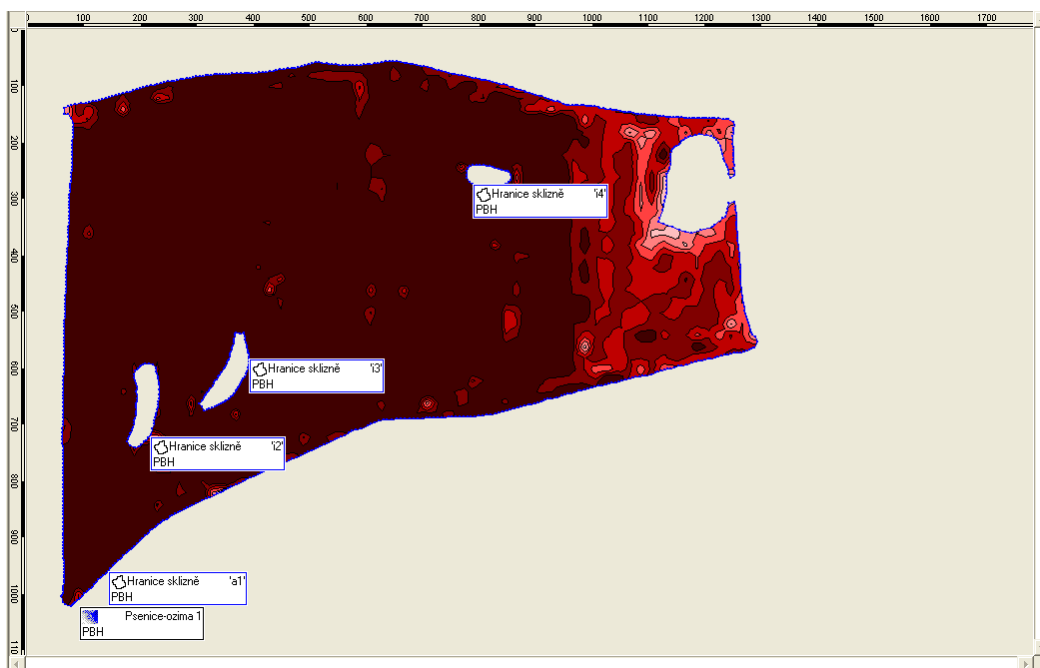 100 200 300 400 500 600 700 800 900 1000 1100 1200 1300 1400 1500 1600 1700
0
100
200
300
400
500
600
700
800
900
1000
110
Hranice sklizně 'i4'
PBH
Hranice sklizně 'i3'
PBH
Hranice sklizně 'i2'
PBH
Hranice sklizně 'a1'
PBH
Psenice-ozima 1
PBH